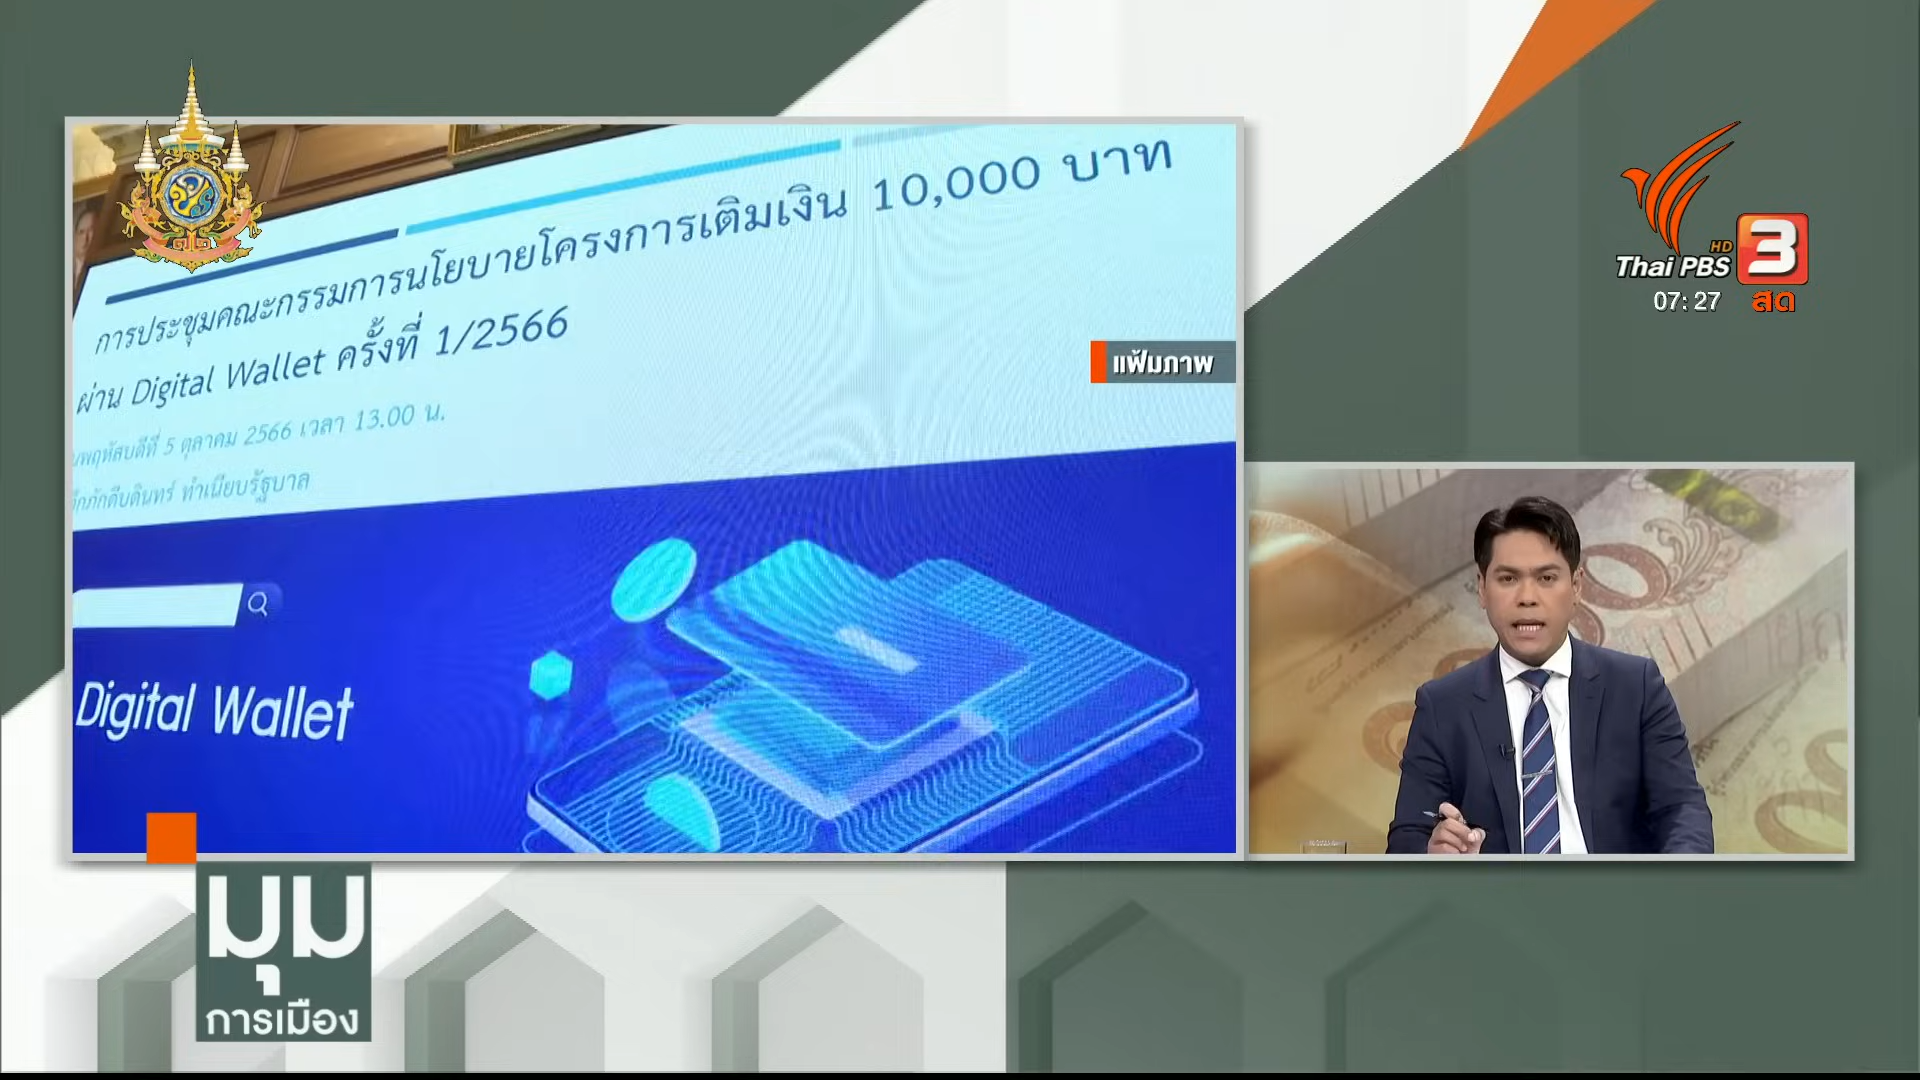 การประชุมคณะกรรมการนโยบายโครงการเติมเงิน 10,000 บาท
ผ่าน Digital Wallet ครั้งที่ 1/2566
5 ตุลาคม 2566 เวลา 13.00 น.
ทำเนียบรัฐบาล
Digital Wallet
แฟ้มภาพ
Thai PBS HD 3
07:27 สด
มุม
การเมือง